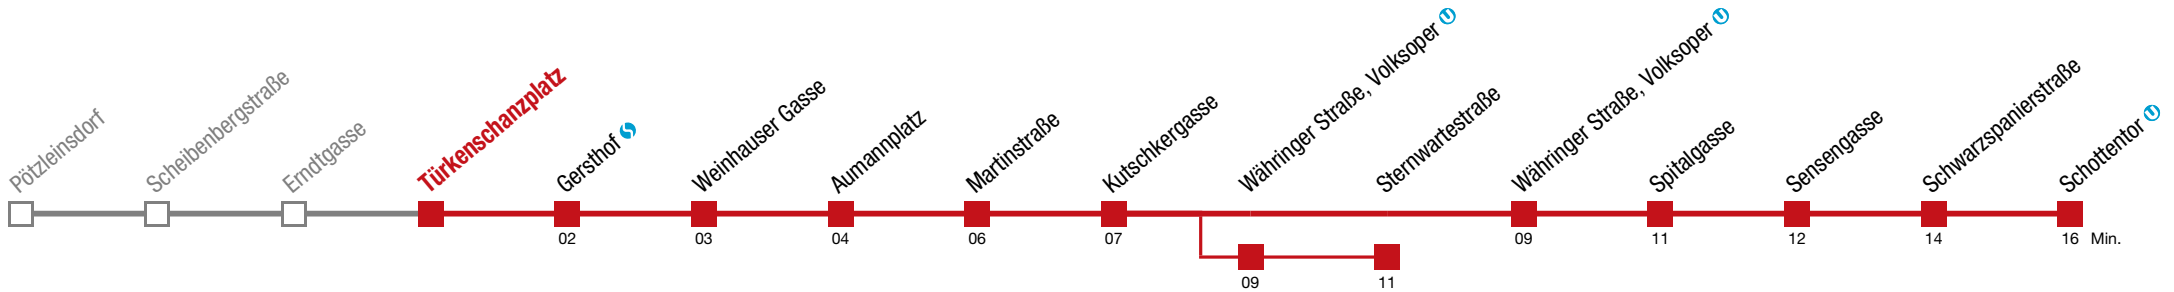 Pötzleinsdorf
Scheibenbergstraße
Erndtgasse
Türkenschanzplatz
Gersthof
Weinhauser Gasse
Aumannplatz
Martinstraße
Kutschkergasse
Währinger Straße, Volksoper
Sternwartestraße
Währinger Straße, Volksoper
Spitalgasse
Sensengasse
Schwarzspanierstraße
Schottentor
02 03 04 06 07 09 11 12 14 16 Min.
09 11